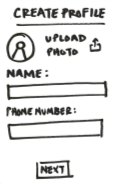 CREATE PROFILE
UPLOAD
PHOTO
NAME:
PHONE NUMBER:
NEXT